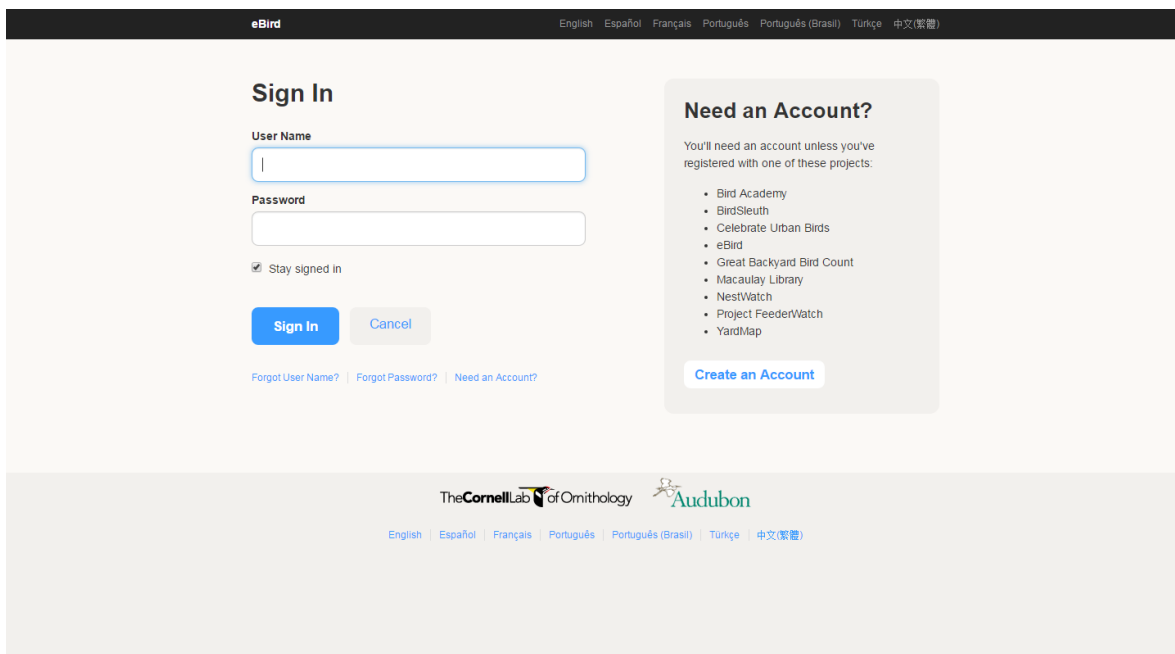 eBird
English Español Français Português Português (Brasil) Türkçe 中文(繁體)
Sign In
User Name
Password
Stay signed in
Sign In Cancel
Forgot User Name? Forgot Password? Need an Account?
Need an Account?
You'll need an account unless you've
registered with one of these projects:
• Bird Academy
• BirdSleuth
• Celebrate Urban Birds
• eBird
• Great Backyard Bird Count
• Macaulay Library
• NestWatch
• Project FeederWatch
• YardMap
Create an Account
TheCornellLab of Ornithology Audubon
English Español Français Português Português (Brasil) Türkçe 中文(繁體)